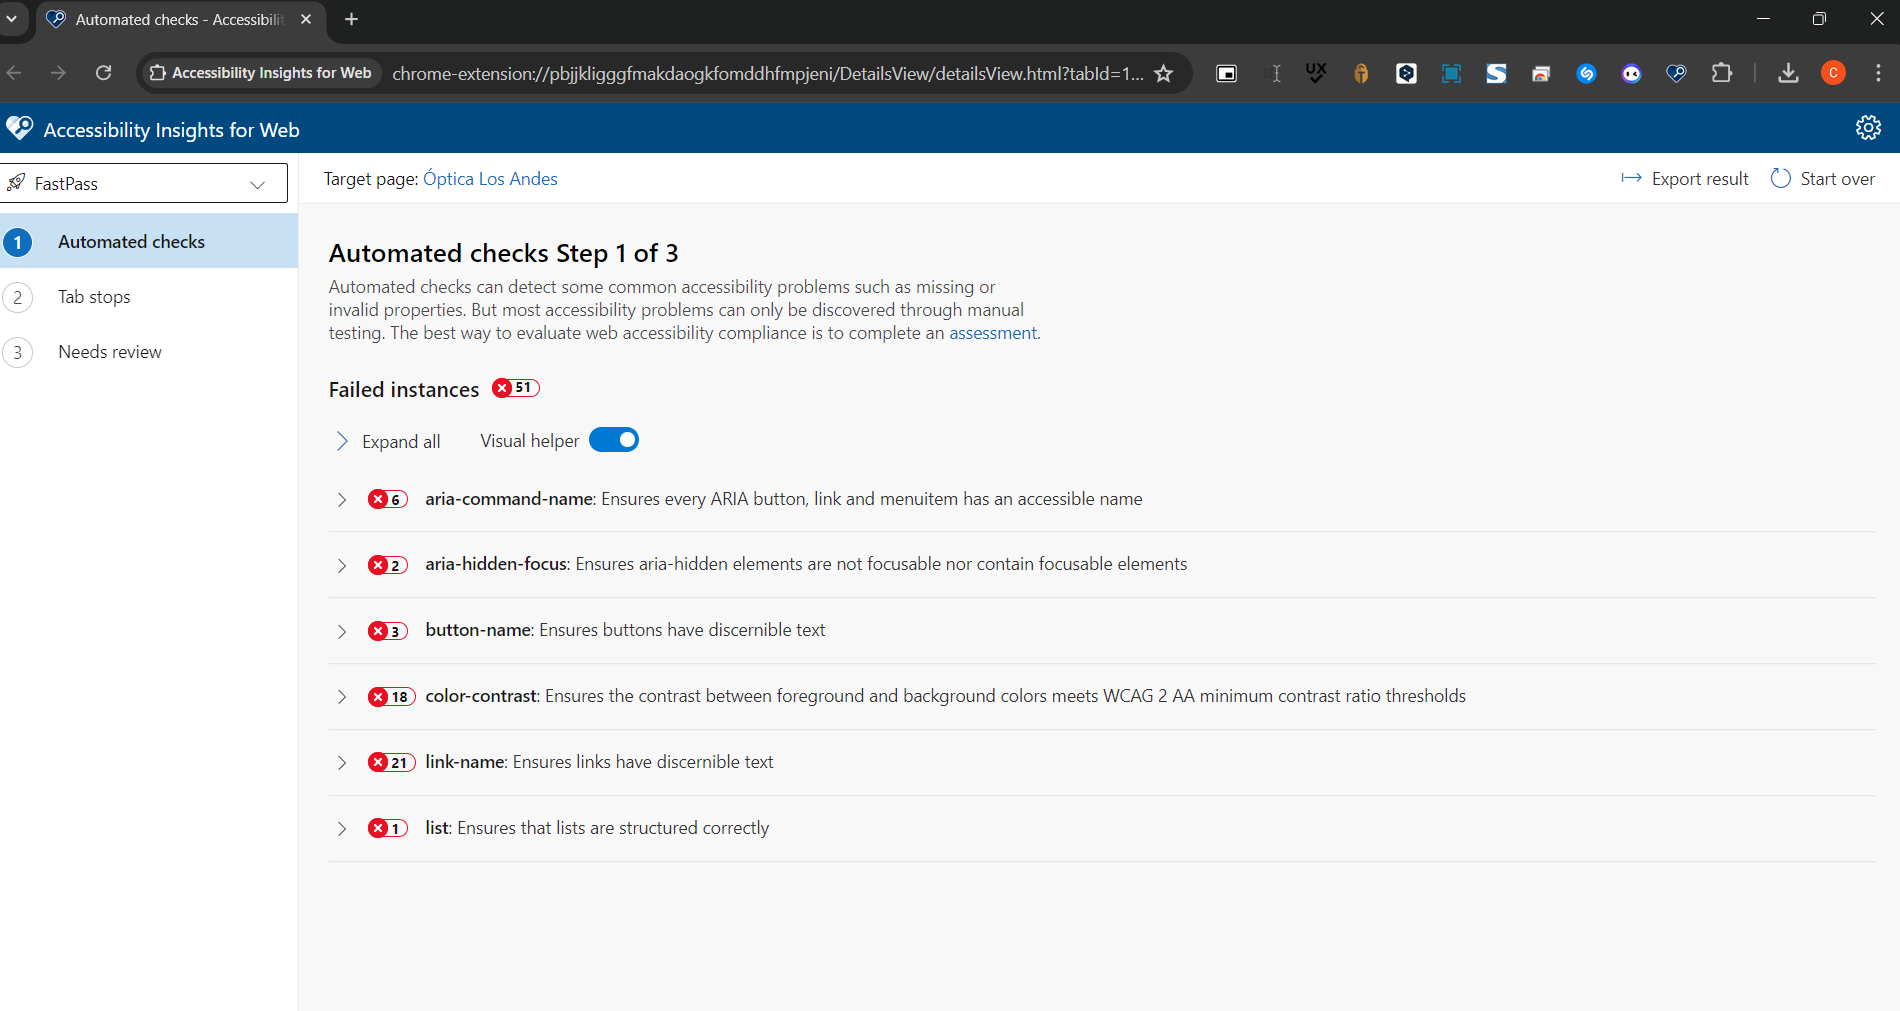 Automated checks - Accessibilit
Accessibility Insights for Web
chrome-extension://pbjjkligggfmakdaogkfomddhfmpjeni/DetailsView/detailsView.html?tabId=1...
UX
C
Accessibility Insights for Web
FastPass
Target page: Óptica Los Andes
Export result
Start over
1 Automated checks
2 Tab stops
3 Needs review
Automated checks Step 1 of 3
Automated checks can detect some common accessibility problems such as missing or
invalid properties. But most accessibility problems can only be discovered through manual
testing. The best way to evaluate web accessibility compliance is to complete an assessment.
Failed instances 51
Expand all
Visual helper
6 aria-command-name: Ensures every ARIA button, link and menuitem has an accessible name
2 aria-hidden-focus: Ensures aria-hidden elements are not focusable nor contain focusable elements
3 button-name: Ensures buttons have discernible text
18 color-contrast: Ensures the contrast between foreground and background colors meets WCAG 2 AA minimum contrast ratio thresholds
21 link-name: Ensures links have discernible text
1 list: Ensures that lists are structured correctly